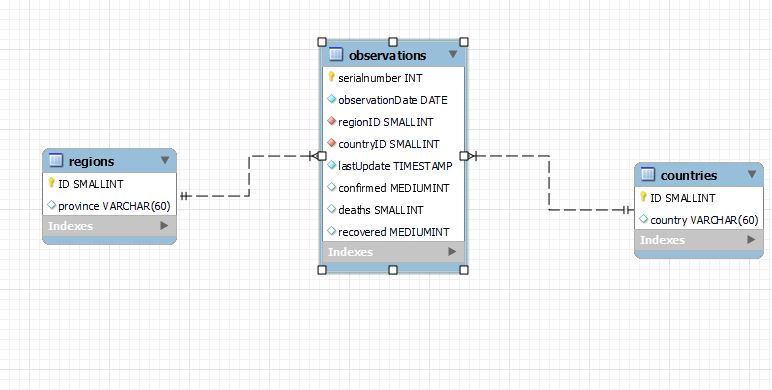 regions
ID SMALLINT
province VARCHAR(60)
Indexes
observations
serialnumber INT
observationDate DATE
regionID SMALLINT
countryID SMALLINT
lastUpdate TIMESTAMP
confirmed MEDIUMINT
deaths SMALLINT
recovered MEDIUMINT
Indexes
countries
ID SMALLINT
country VARCHAR(60)
Indexes